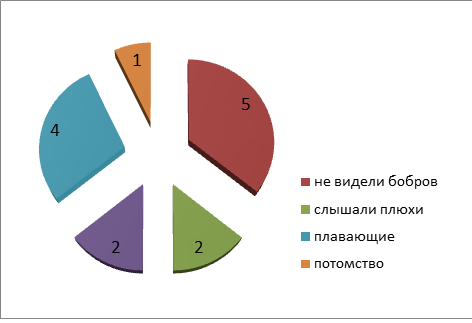 1
5
4
2
2
не видели бобров
слышали плюхи
плавающие
потомство